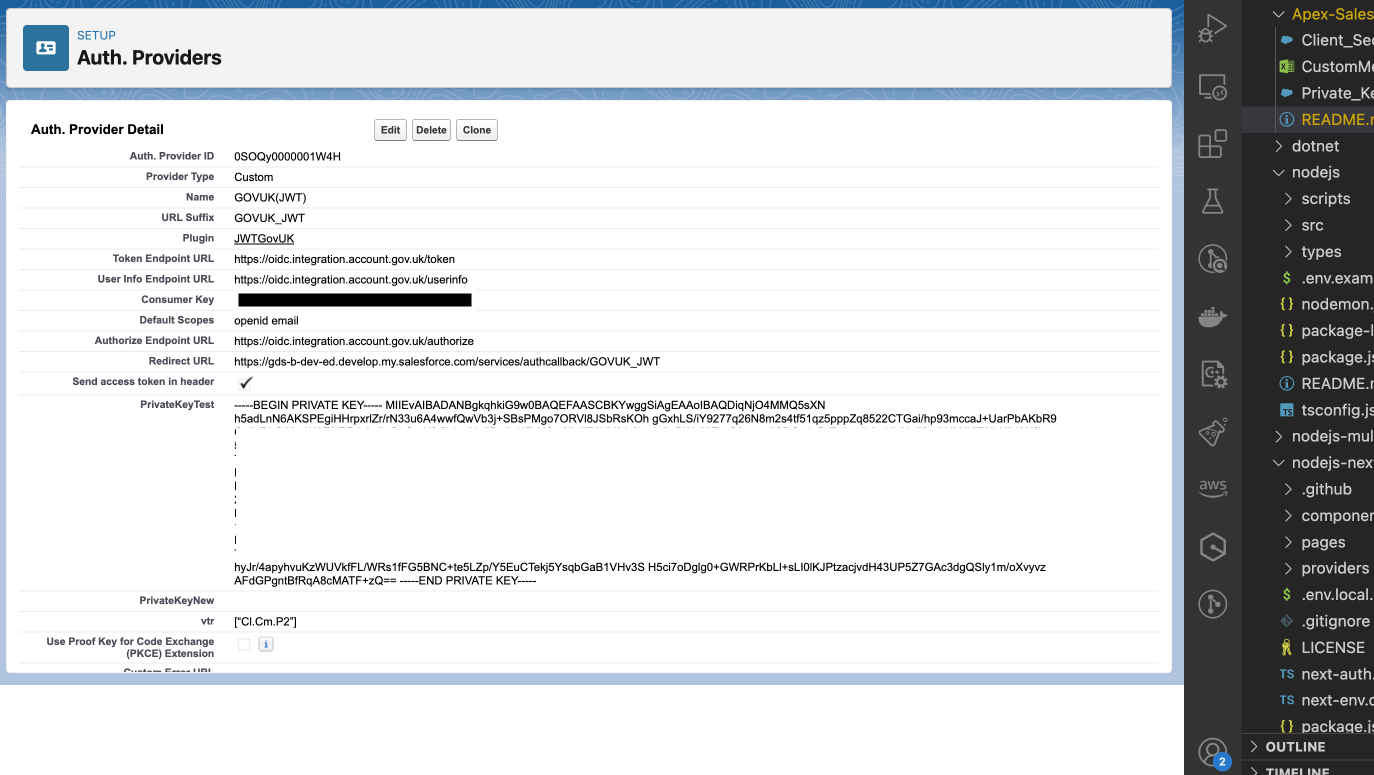 SETUP
Auth. Providers
Auth. Provider Detail
Edit
Delete
Clone
Auth. Provider ID 0SOQy0000001W4H
Provider Type Custom
Name GOVUK(JWT)
URL Suffix GOVUK_JWT
Plugin JWTGovUK
Token Endpoint URL https://oidc.integration.account.gov.uk/token
User Info Endpoint URL https://oidc.integration.account.gov.uk/userinfo
Consumer Key
Default Scopes openid email
Authorize Endpoint URL https://oidc.integration.account.gov.uk/authorize
Redirect URL https://gds-b-dev-ed.develop.my.salesforce.com/services/authcallback/GOVUK_JWT
Send access token in header
PrivateKeyTest -----BEGIN PRIVATE KEY----- MIIEvAIBADANBgkqhkiG9w0BAQEFAASCBKYwggSiAgEAAoIBAQDiqNjO4MMQ5sXN
h5adLnN6AKSPEgiHHrpxrlZr/rN33u6A4wwfQwVb3j+SBsPMgo7ORVl8JSbRsKOh gGxhLS/iY9277q26N8m2s4tf51qz5pppZq8522CTGai/hp93mccaJ+UarPbAKbR9
hyJr/4apyhvuKzWUVkfFL/WRs1fFG5BNC+te5LZp/Y5EuCTekj5YsqbGaB1VHv3S H5ci7oDglg0+GWRPrKbLl+sLI0lKJPtzacjvdH43UP5Z7GAc3dgQSly1m/oXvyvz
AFdGPgntBfRqA8cMATF+zQ== -----END PRIVATE KEY-----
PrivateKeyNew
vtr ["Cl.Cm.P2"]
Use Proof Key for Code Exchange
(PKCE) Extension
Custom Error URL
Apex-Sales
Client_Se
CustomMe
Private_Ke
README.
dotnet
nodejs
scripts
src
types
.env.exam
nodemon.
package-l
package.js
README.
tsconfig.js
nodejs-mul
nodejs-nex
.github
componen
pages
providers
.env.local.
.gitignore
LICENSE
TS next-auth.
TS next-env.
package.js
OUTLINE
TIMELINE
aws
2